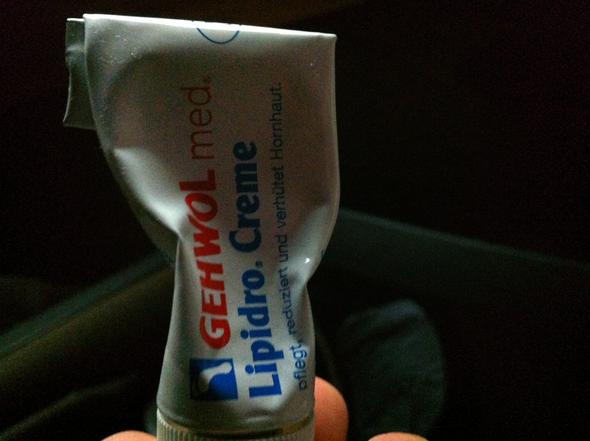 GEHWOL med.
Lipidro. Creme
pflegt, reduziert und verhütet Hornhaut.